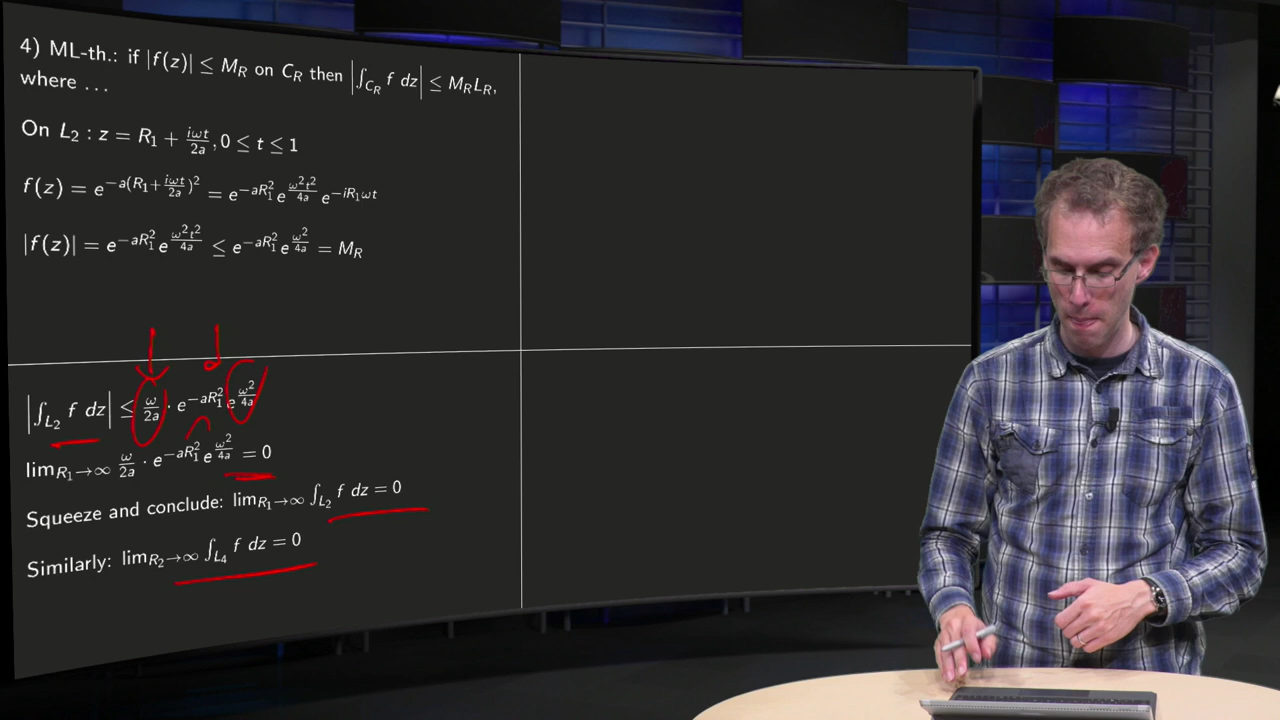 4) ML-th.: if |f(z)| ≤ M_R on C_R then |∫_{C_R} f dz| ≤ M_R L_R,
where ...
On L_2 : z = R_1 + iωt/2a, 0 ≤ t ≤ 1
f(z) = e^{-a(R_1 + iωt/2a)^2} = e^{-aR_1^2} e^{ω^2t^2/4a} e^{-iR_1ωt}
|f(z)| = e^{-aR_1^2} e^{ω^2t^2/4a} ≤ e^{-aR_1^2} e^{ω^2/4a} = M_R
|∫_{L_2} f dz| ≤ ω/2a · e^{-aR_1^2} e^{ω^2/4a}
lim_{R_1→∞} ω/2a · e^{-aR_1^2} e^{ω^2/4a} = 0
Squeeze and conclude: lim_{R_1→∞} ∫_{L_2} f dz = 0
Similarly: lim_{R_2→∞} ∫_{L_4} f dz = 0